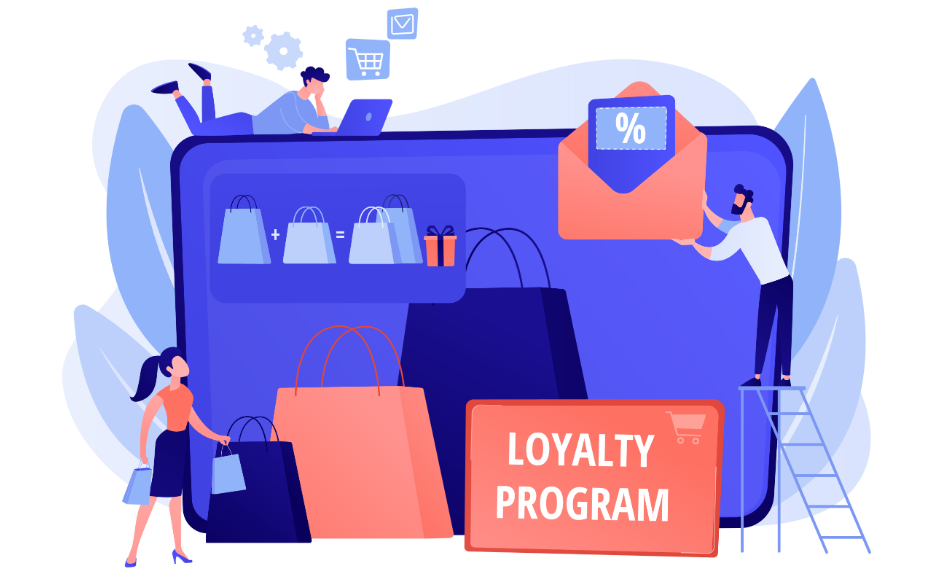 %
+ =
LOYALTY
PROGRAM